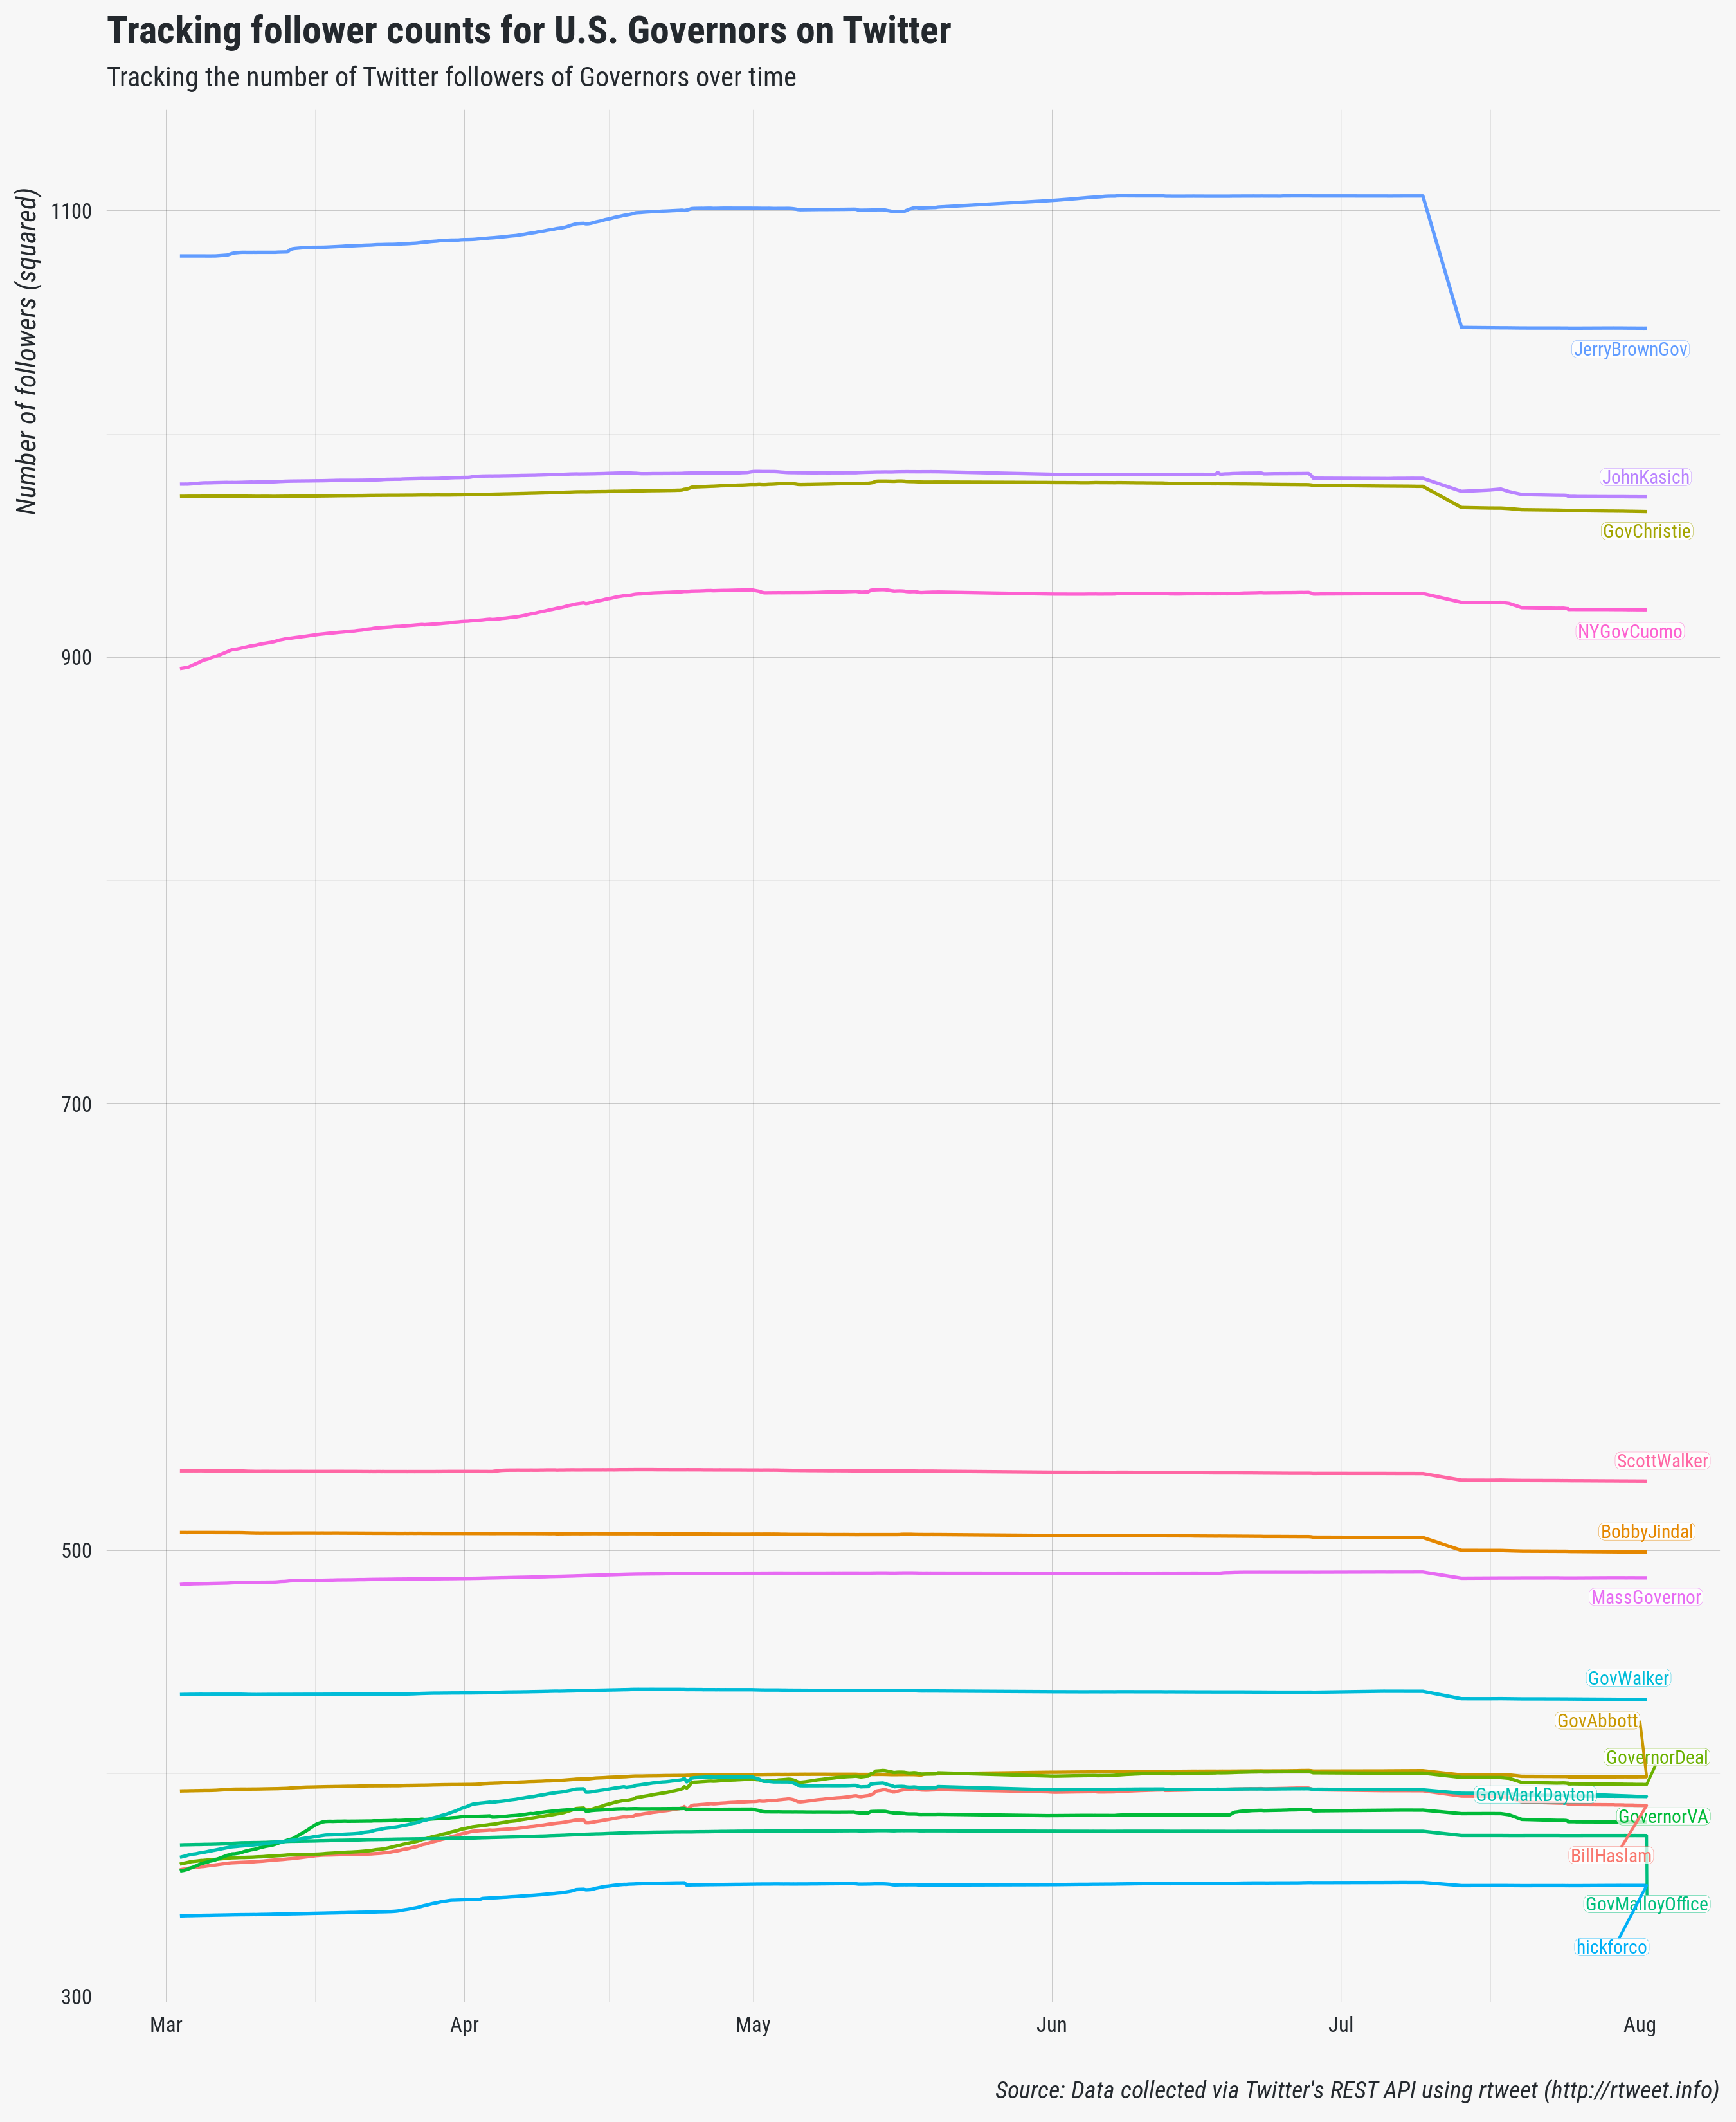 Tracking follower counts for U.S. Governors on Twitter
Tracking the number of Twitter followers of Governors over time
Number of followers (squared)
1100
900
700
500
300
JerryBrownGov
JohnKasich
GovChristie
NYGovCuomo
ScottWalker
BobbyJindal
MassGovernor
GovWalker
GovAbbott
GovernorDeal
GovMarkDayton
GovernorVA
BillHaslam
GovMalloyOffice
hickforco
Mar
Apr
May
Jun
Jul
Aug
Source: Data collected via Twitter's REST API using rtweet (http://rtweet.info)